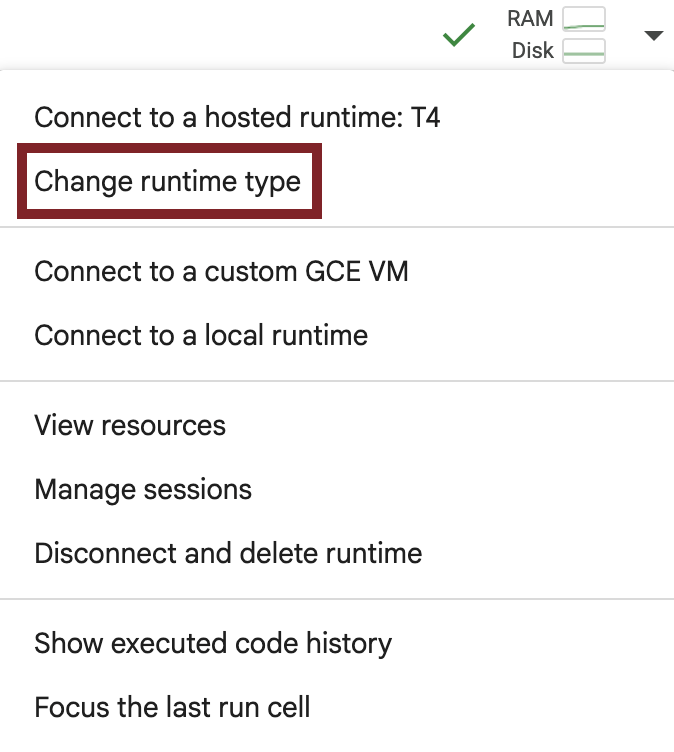 RAM
Disk
Connect to a hosted runtime: T4
Change runtime type
Connect to a custom GCE VM
Connect to a local runtime
View resources
Manage sessions
Disconnect and delete runtime
Show executed code history
Focus the last run cell